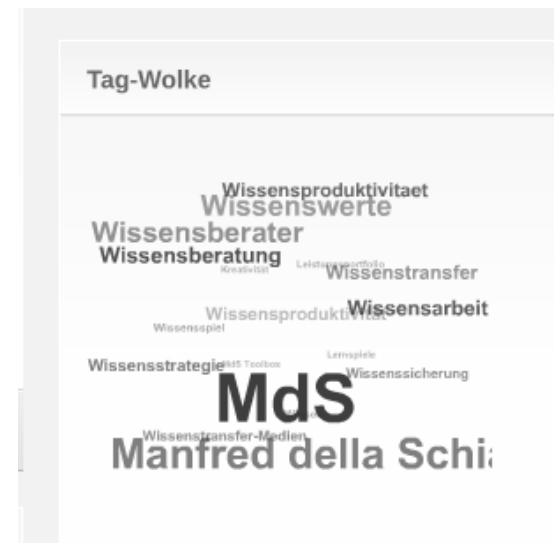 Tag-Wolke
Wissensproduktivitaet
Wissenswerte
Wissensberater
Wissensberatung
Leistungsportfolio
Kreativität
Wissenstransfer
Wissensarbeit
Wissensproduktivität
Wissensspiel
Lernspiele
Wissensstrategie
MdS Toolbox
Wissenssicherung
MdS
Wissenstransfer-Medien
Manfred della Schi